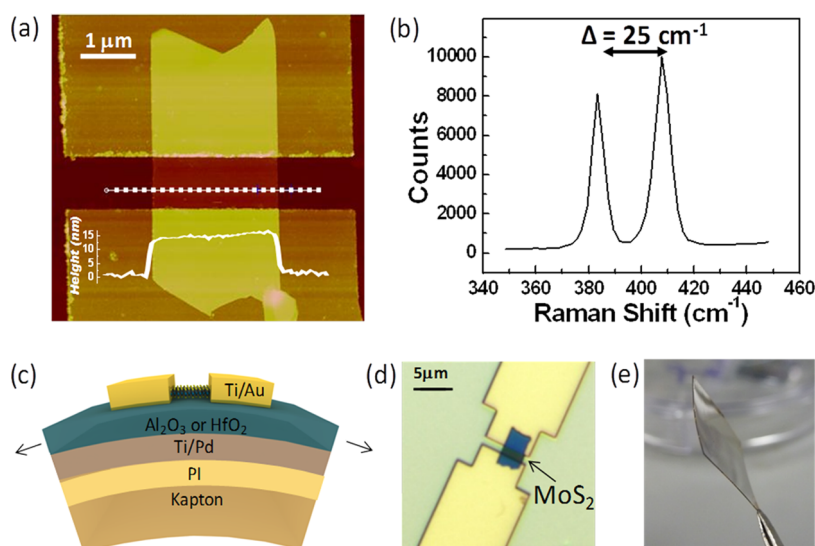 (a)
1 µm
Height (nm)
15
10
5
0
(b)
Δ = 25 cm⁻¹
Counts
10000
8000
6000
4000
2000
0
340 360 380 400 420 440 460
Raman Shift (cm⁻¹)
(c)
Ti/Au
Al₂O₃ or HfO₂
Ti/Pd
PI
Kapton
(d)
5µm
MoS₂
(e)